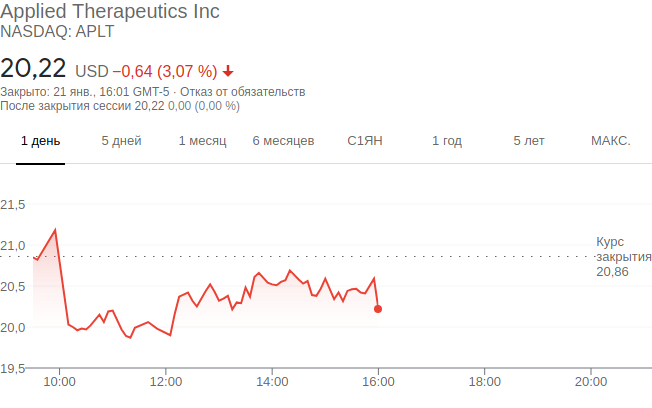 Applied Therapeutics Inc
NASDAQ: APLT
20,22 USD −0,64 (3,07 %)
Закрыто: 21 янв., 16:01 GMT-5 · Отказ от обязательств
После закрытия сессии 20,22 0,00 (0,00 %)
1 день 5 дней 1 месяц 6 месяцев С1ЯН 1 год 5 лет МАКС.
21,5
21,0
20,5
20,0
19,5
Курс
закрытия
20,86
10:00 12:00 14:00 16:00 18:00 20:00